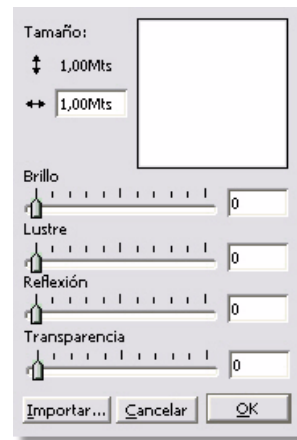 Tamaño:
1,00Mts
1,00Mts
Brillo
0
Lustre
0
Reflexión
0
Transparencia
0
Importar... Cancelar OK